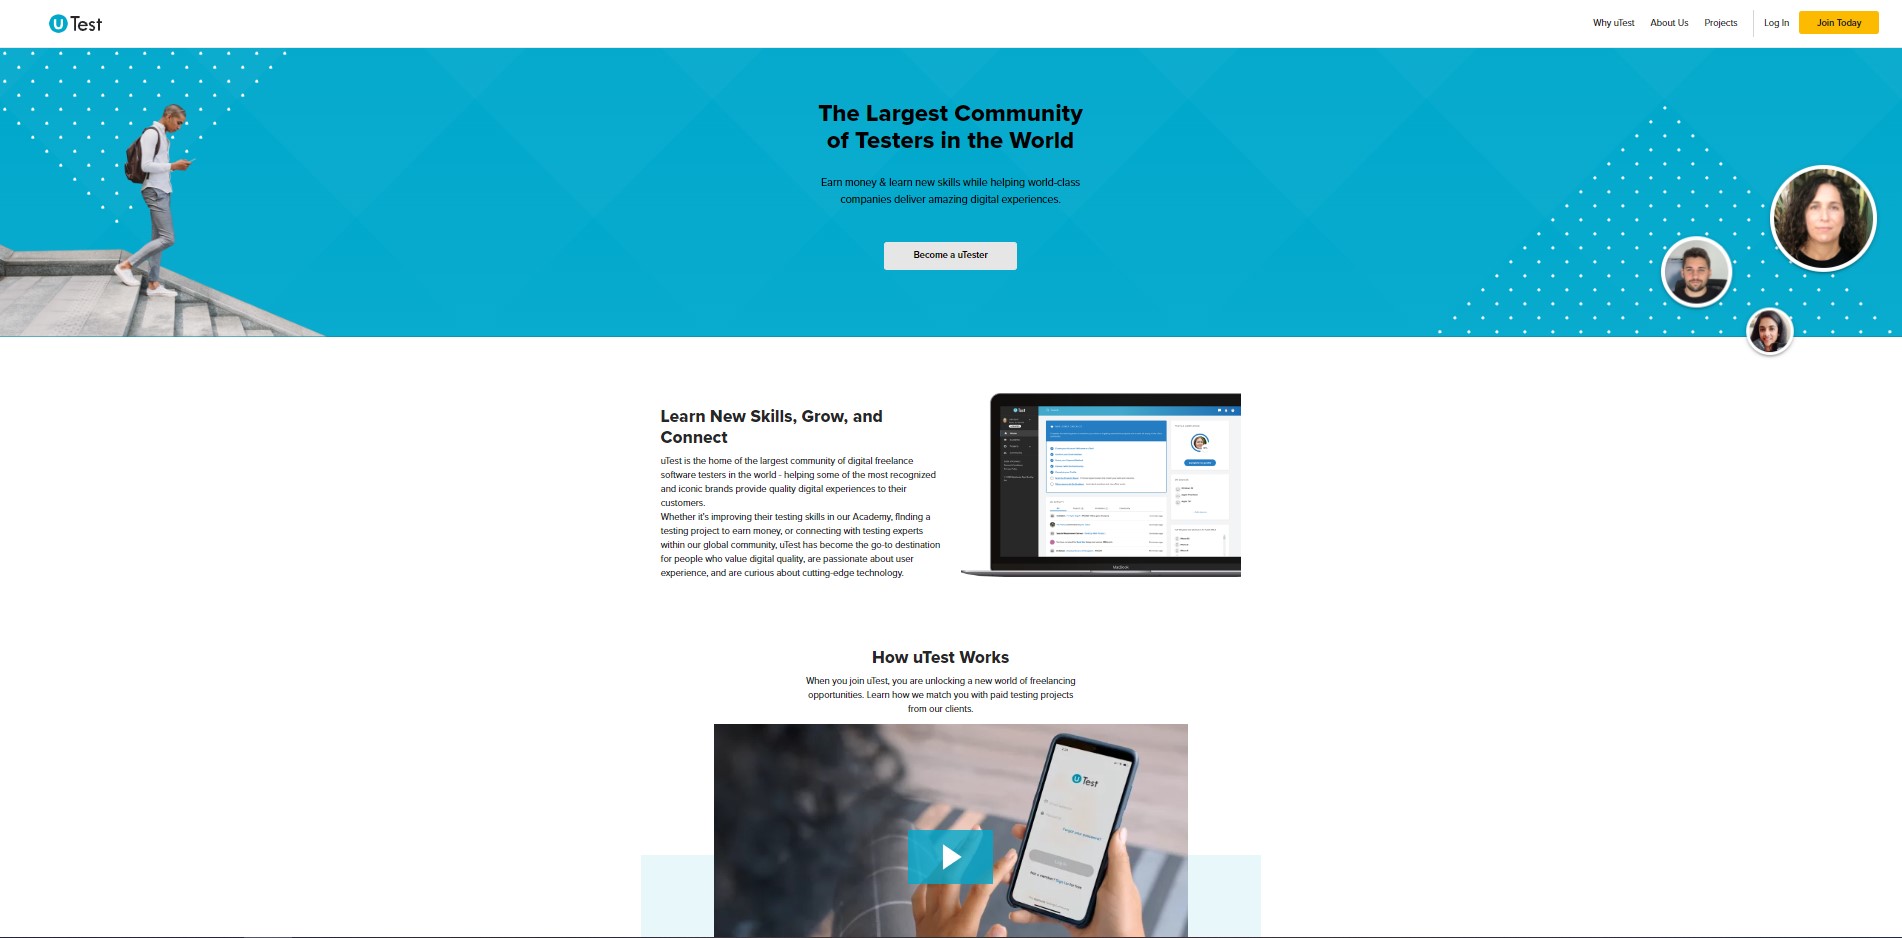 uTest
Why uTest
About Us
Projects
Log In
Join Today
The Largest Community
of Testers in the World
Earn money & learn new skills while helping world-class
companies deliver amazing digital experiences.
Become a uTester
Learn New Skills, Grow, and
Connect
uTest is the home of the largest community of digital freelance
software testers in the world - helping some of the most recognized
and iconic brands provide quality digital experiences to their
customers.
Whether it's improving their testing skills in our Academy, finding a
testing project to earn money, or connecting with testing experts
within our global community, uTest has become the go-to destination
for people who value digital quality, are passionate about user
experience, and are curious about cutting-edge technology.
uTest
MacBook
How uTest Works
When you join uTest, you are unlocking a new world of freelancing
opportunities. Learn how we match you with paid testing projects
from our clients.
uTest
Forgot your password?